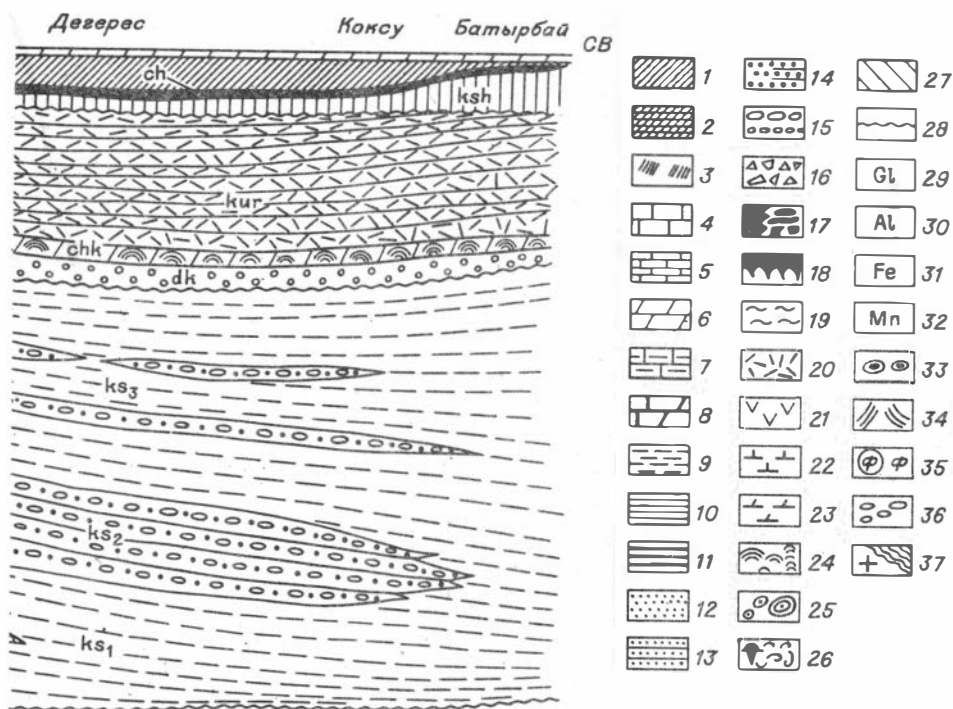 Дегерес Коксу Батырбай СВ
ch
ksh
kur
chk
dk
ks3
ks2
ks1
1 14 27
2 15 28
3 16 Gl 29
4 17 Al 30
5 18 Fe 31
6 19 Mn 32
7 20 33
8 21 34
9 22 Ф Ф 35
10 23 36
11 24 37
12 25
13 26